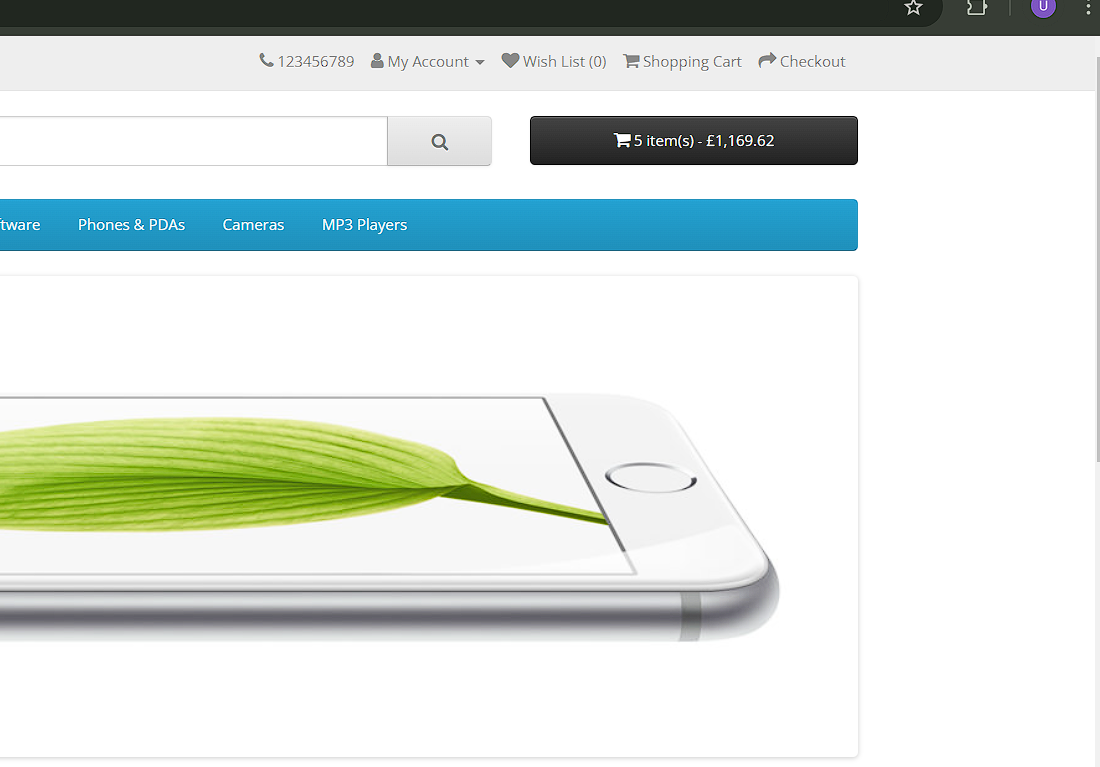 U
123456789 My Account Wish List (0) Shopping Cart Checkout
5 item(s) - £1,169.62
tware Phones & PDAs Cameras MP3 Players